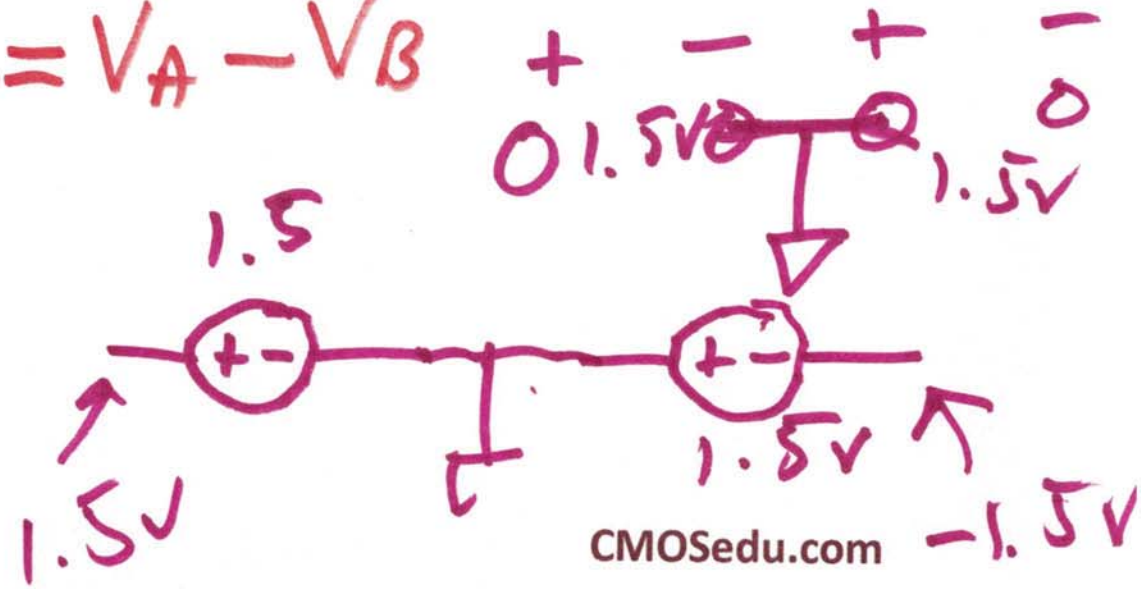 = VA − VB
+ − + −
0 1.5V 0
1.5V
1.5
+ − + −
1.5V
1.5V
-1.5V
CMOSedu.com